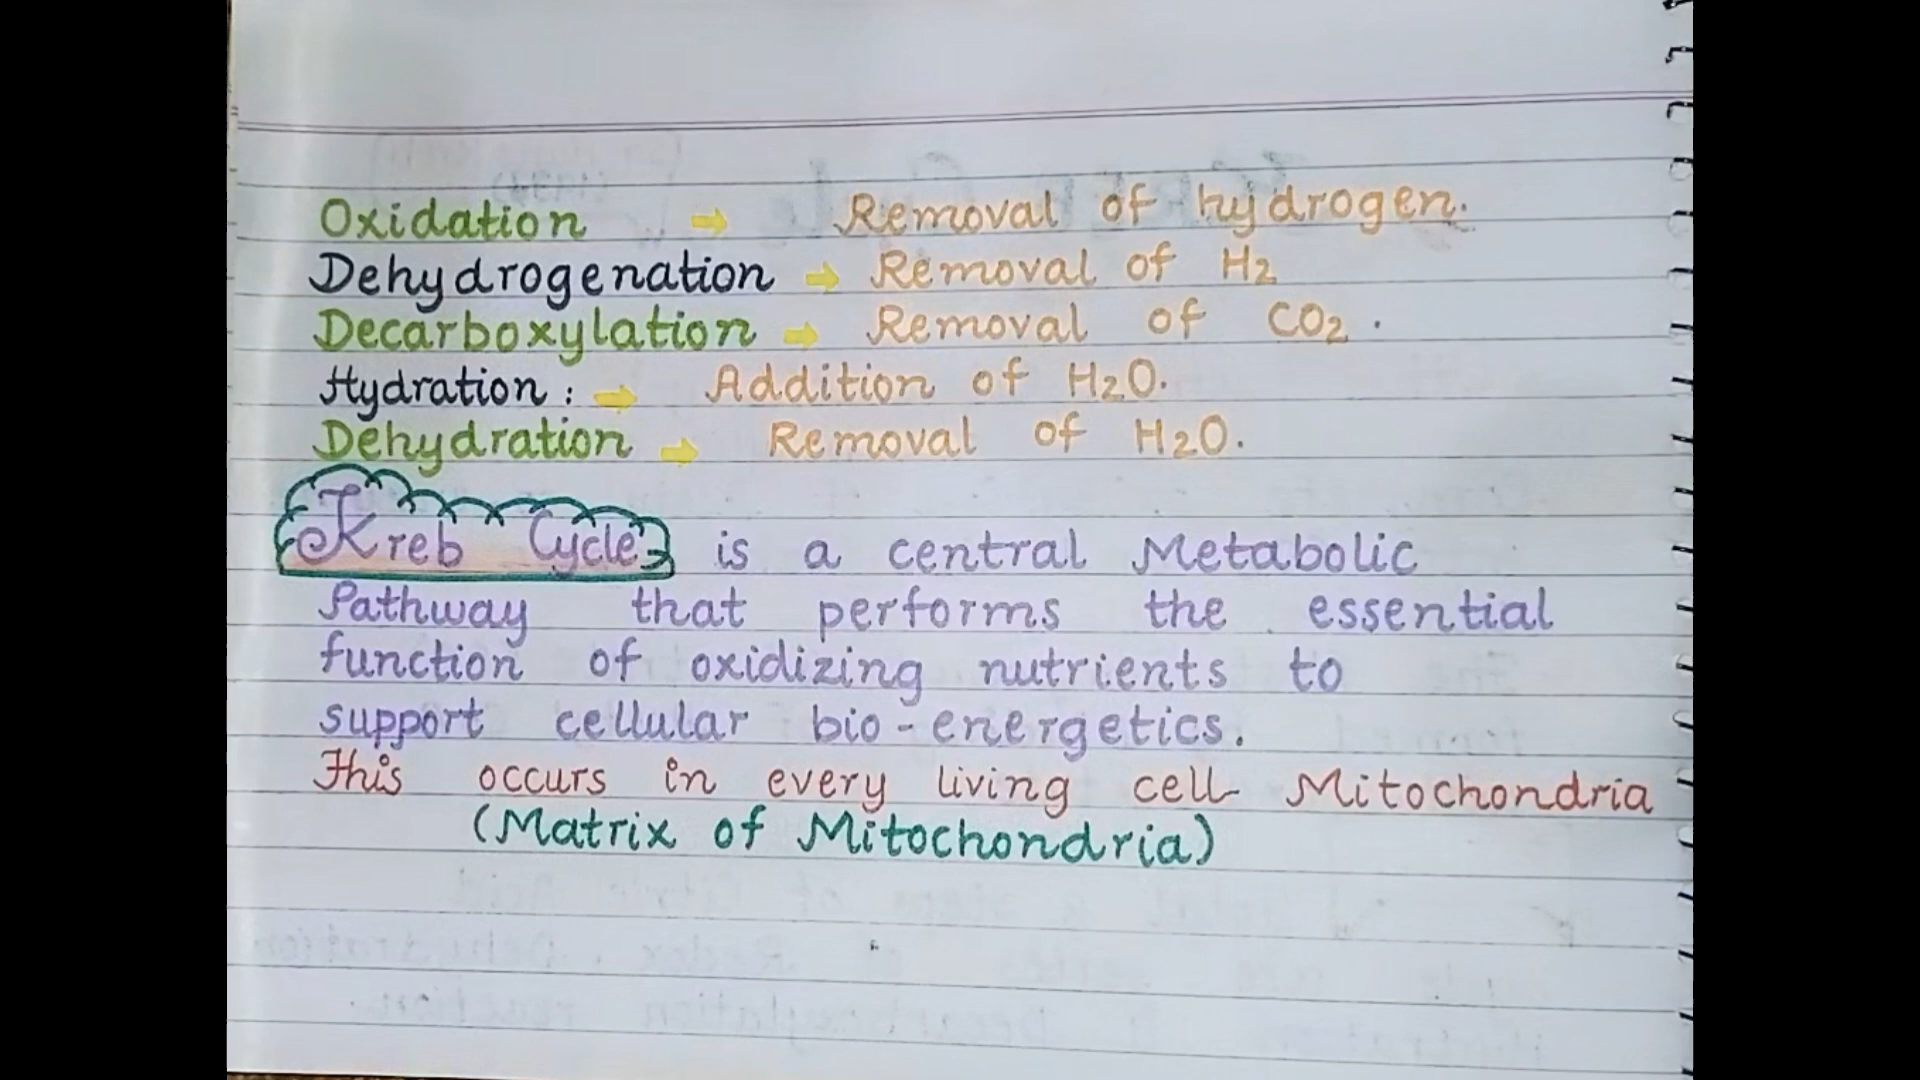 Oxidation → Removal of hydrogen.
Dehydrogenation → Removal of H2
Decarboxylation → Removal of CO2.
Hydration : → Addition of H2O.
Dehydration → Removal of H2O.
Kreb Cycle is a central Metabolic
Pathway that performs the essential
function of oxidizing nutrients to
support cellular bio-energetics.
This occurs in every living cell Mitochondria
(Matrix of Mitochondria)